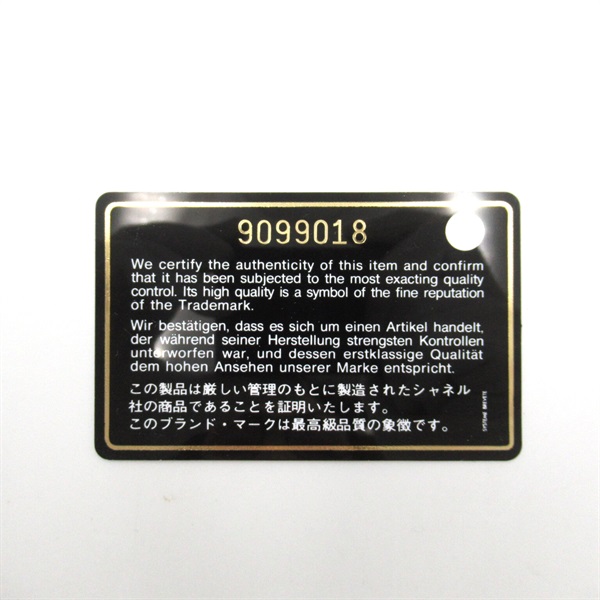 9099018
We certify the authenticity of this item and confirm
that it has been subjected to the most exacting quality
control. Its high quality is a symbol of the fine reputation
of the Trademark.
Wir bestätigen, dass es sich um einen Artikel handelt,
der während seiner Herstellung strengsten Kontrollen
unterworfen war, und dessen erstklassige Qualität
dem hohen Ansehen unserer Marke entspricht.
この製品は厳しい管理のもとに製造されたシャネル
社の商品であることを証明いたします。
このブランド・マークは最高級品質の象徴です。